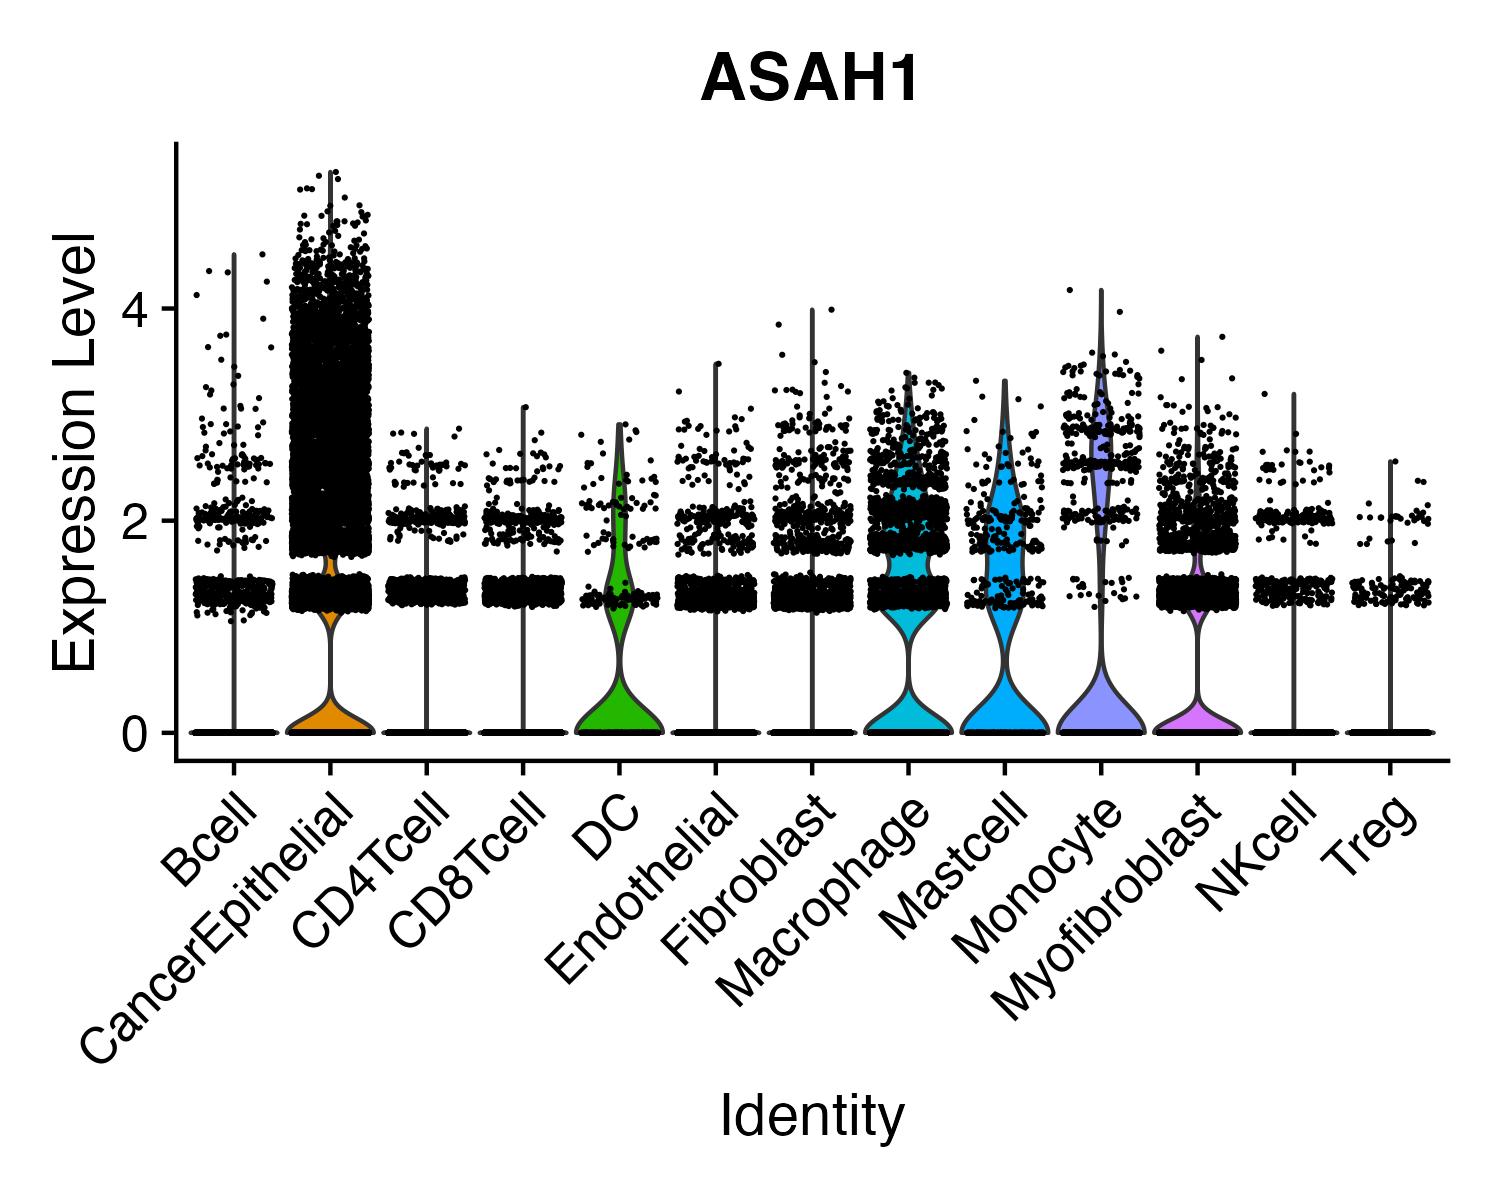 ASAH1
Expression Level
4
2
0
Bcell
CancerEpithelial
CD4Tcell
CD8Tcell
DC
Endothelial
Fibroblast
Macrophage
Mastcell
Monocyte
Myofibroblast
NKcell
Treg
Identity